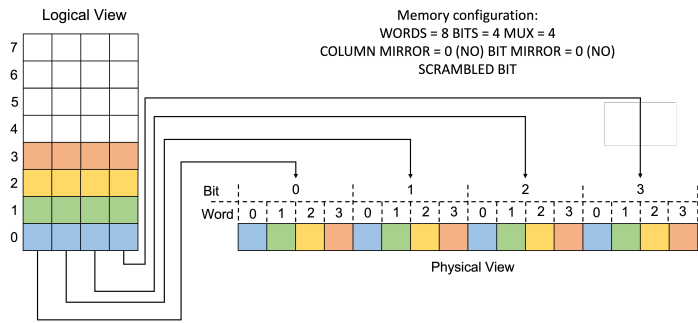 Logical View
Memory configuration:
WORDS = 8 BITS = 4 MUX = 4
COLUMN MIRROR = 0 (NO) BIT MIRROR = 0 (NO)
SCRAMBLED BIT
7
6
5
4
3
2
1
0
Bit 0 1 2 3
Word 0 1 2 3 0 1 2 3 0 1 2 3 0 1 2 3
Physical View